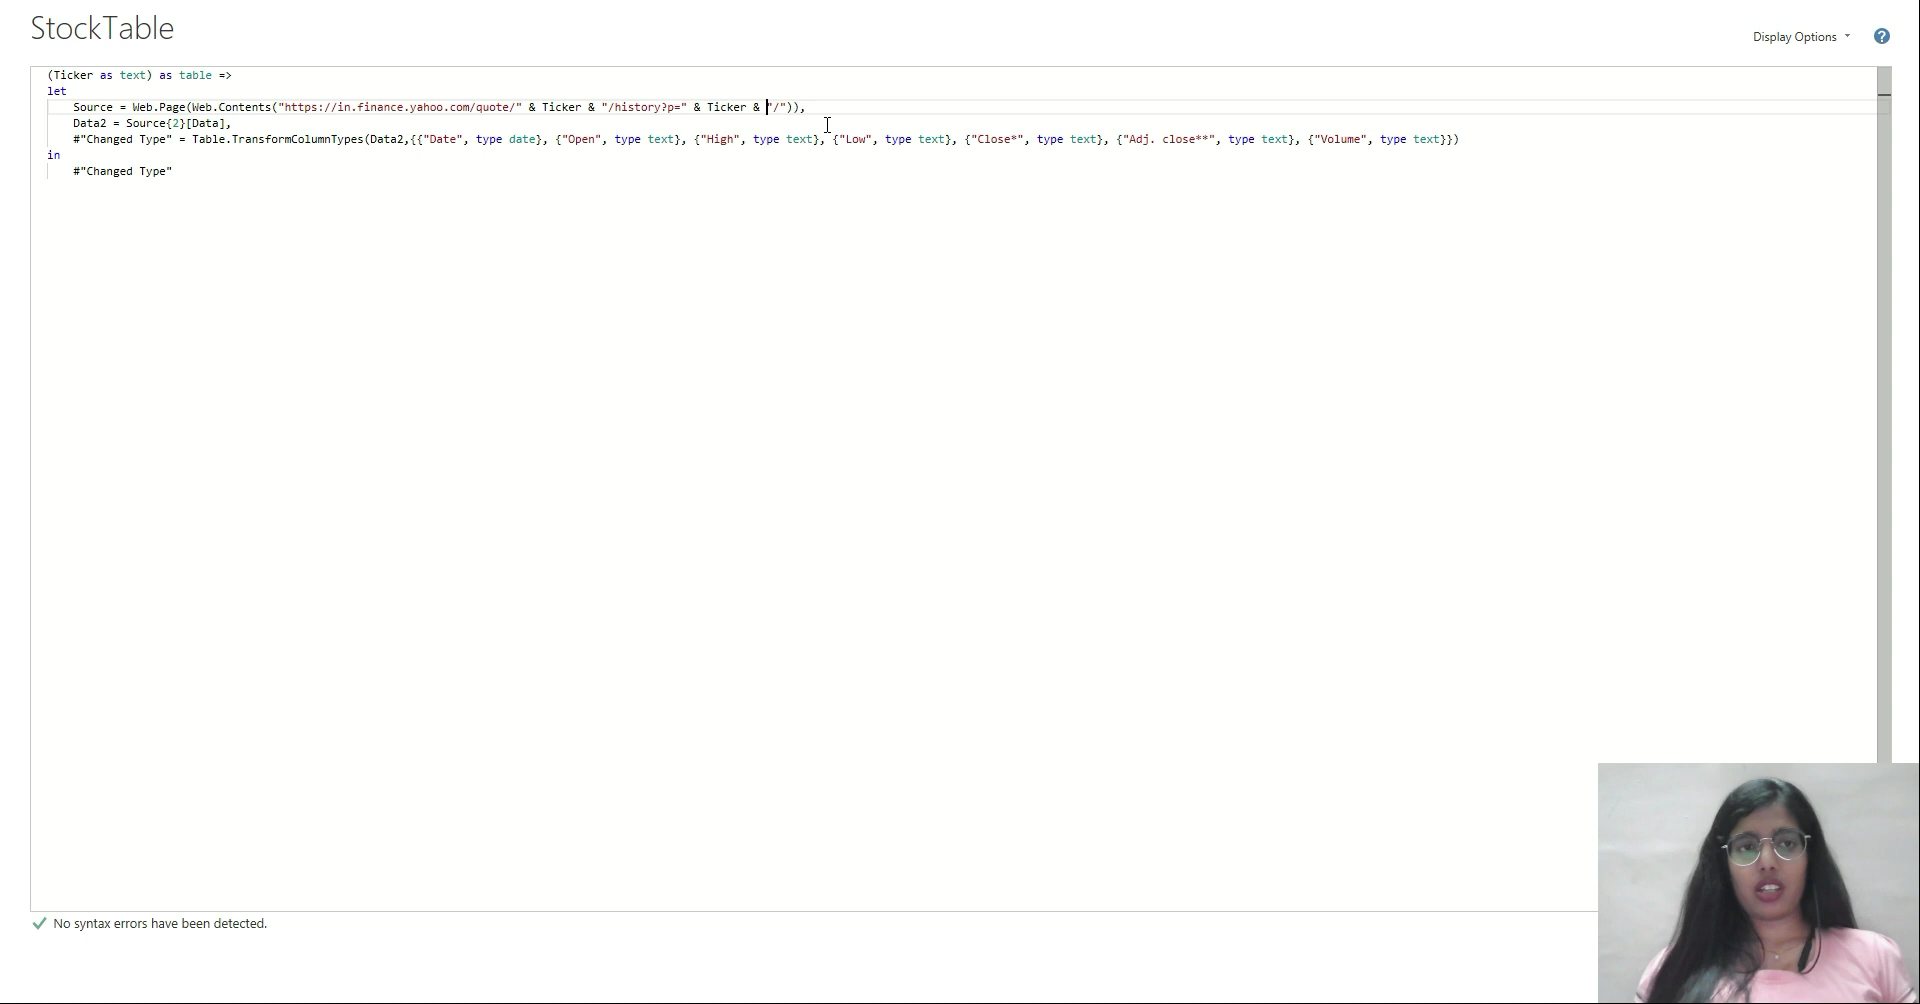 StockTable
Display Options
?
(Ticker as text) as table =>
let
    Source = Web.Page(Web.Contents("https://in.finance.yahoo.com/quote/" & Ticker & "/history?p=" & Ticker & "/")),
    Data2 = Source{2}[Data],
    #"Changed Type" = Table.TransformColumnTypes(Data2,{{"Date", type date}, {"Open", type text}, {"High", type text}, {"Low", type text}, {"Close*", type text}, {"Adj. close**", type text}, {"Volume", type text}})
in
    #"Changed Type"
No syntax errors have been detected.